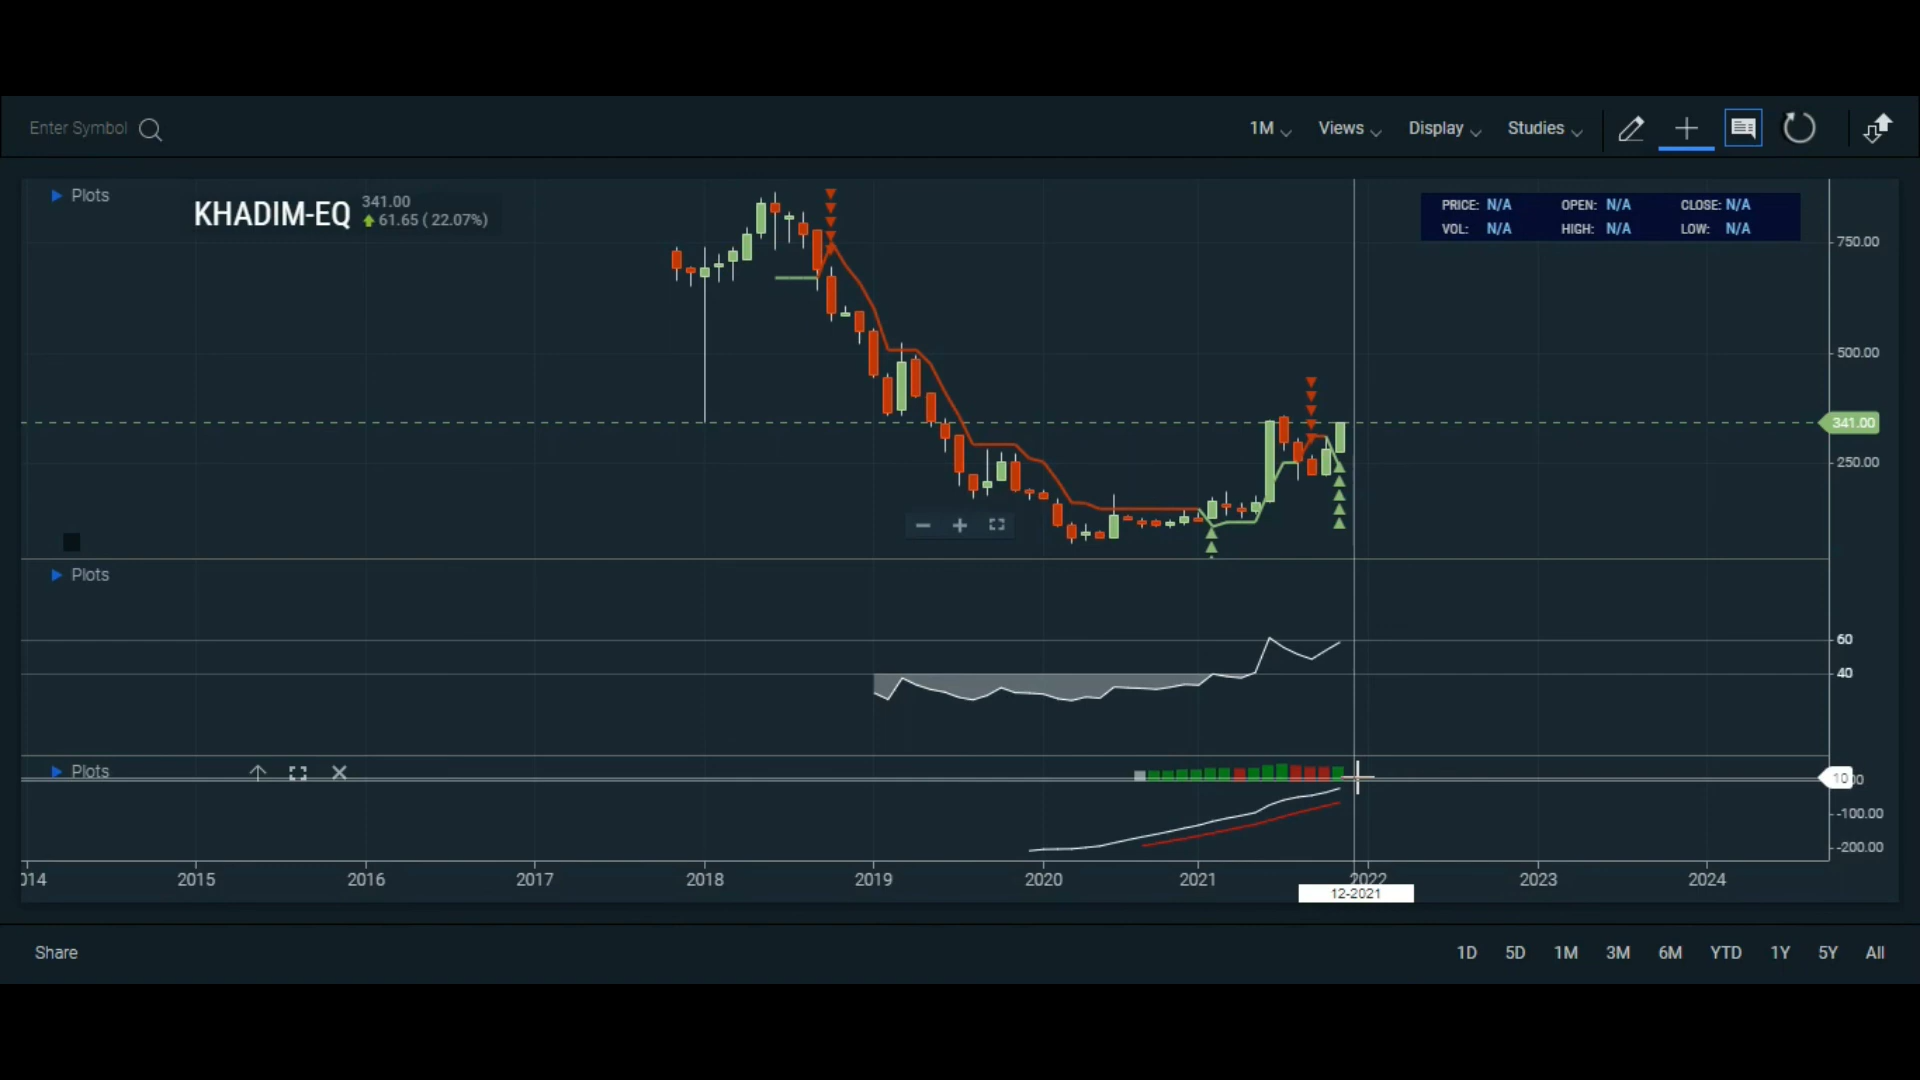 Enter Symbol
1M Views Display Studies
Plots
KHADIM-EQ 341.00
61.65 ( 22.07%)
PRICE: N/A OPEN: N/A CLOSE: N/A
VOL: N/A HIGH: N/A LOW: N/A
750.00
500.00
341.00
250.00
Plots
60
40
Plots
-100.00
-200.00
014 2015 2016 2017 2018 2019 2020 2021 2022 2023 2024
12-2021
Share 1D 5D 1M 3M 6M YTD 1Y 5Y All